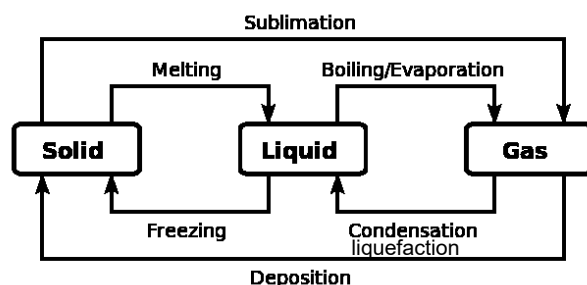 Sublimation
Melting
Boiling/Evaporation
Solid
Liquid
Gas
Freezing
Condensation
liquefaction
Deposition